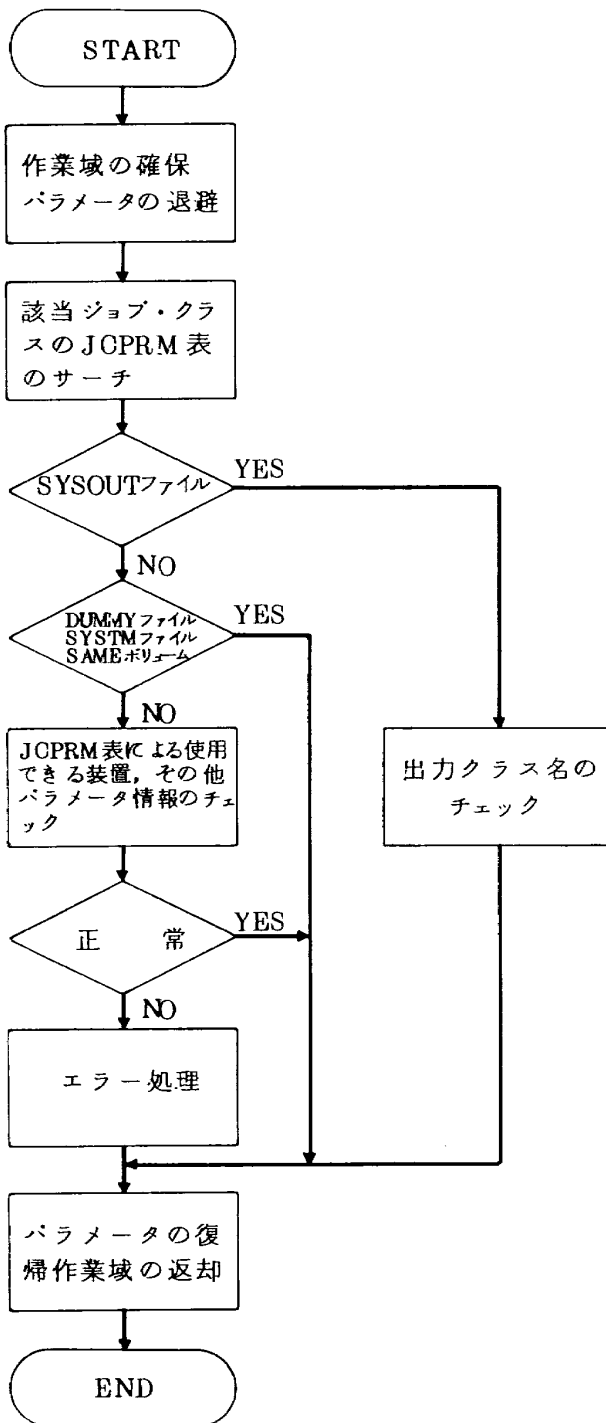 START
作業域の確保
パラメータの退避
該当ジョブ・クラ
スのJCPRM表
のサーチ
SYSOUTファイル
YES
NO
DUMMYファイル
SYSTMファイル
SAMEボリューム
YES
NO
JCPRM表による使用
できる装置，その他
パラメータ情報のチェ
ック
出力クラス名の
チェック
正常
YES
NO
エラー処理
パラメータの復
帰作業域の返却
END